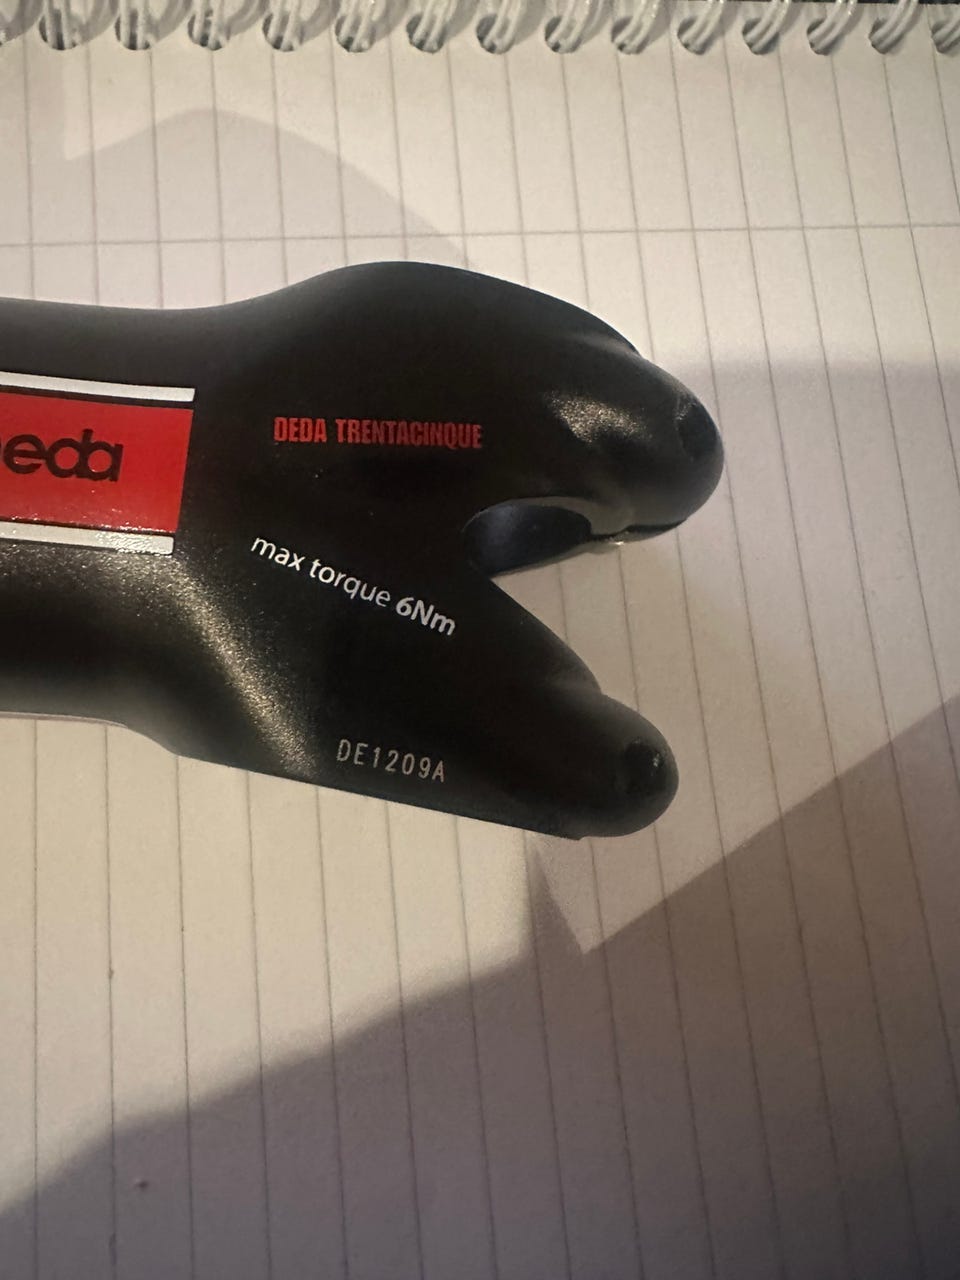 eda
DEDA TRENTACINQUE
max torque 6Nm
DE1209A